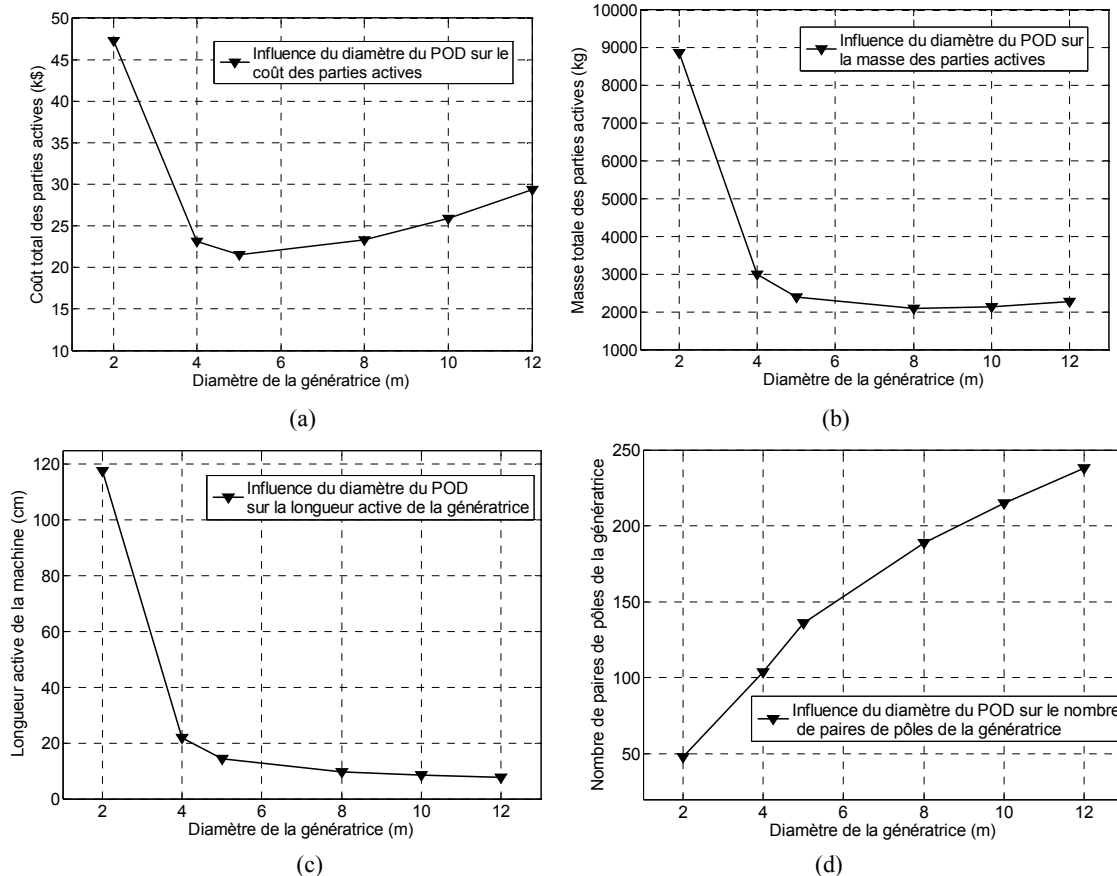 50
45
40
35
30
25
20
15
10
2
4
6
8
10
12
Coût total des parties actives (k$)
Diamètre de la génératrice (m)
Influence du diamètre du POD sur le
coût des parties actives
(a)
10000
9000
8000
7000
6000
5000
4000
3000
2000
1000
2
4
6
8
10
12
Masse totale des parties actives (kg)
Diamètre de la génératrice (m)
Influence du diamètre du POD sur
la masse des parties actives
(b)
120
100
80
60
40
20
0
2
4
6
8
10
12
Longueur active de la machine (cm)
Diamètre de la génératrice (m)
Influence du diamètre du POD
sur la longueur active de la génératrice
(c)
250
200
150
100
50
2
4
6
8
10
12
Nombre de paires de pôles de la génératrice
Diamètre de la génératrice (m)
Influence du diamètre du POD sur le nombre
de paires de pôles de la génératrice
(d)